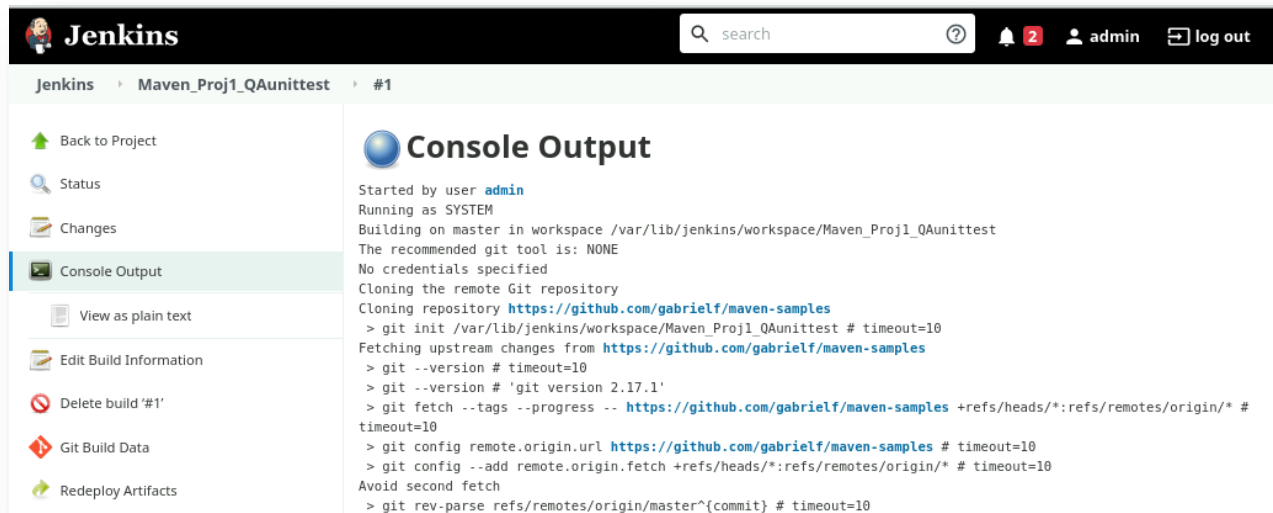 Jenkins
search
2
admin
log out
Jenkins
Maven_Proj1_QAunittest
#1
Back to Project
Status
Changes
Console Output
View as plain text
Edit Build Information
Delete build ‘#1’
Git Build Data
Redeploy Artifacts
Console Output
Started by user admin
Running as SYSTEM
Building on master in workspace /var/lib/jenkins/workspace/Maven_Proj1_QAunittest
The recommended git tool is: NONE
No credentials specified
Cloning the remote Git repository
Cloning repository https://github.com/gabrielf/maven-samples
> git init /var/lib/jenkins/workspace/Maven_Proj1_QAunittest # timeout=10
Fetching upstream changes from https://github.com/gabrielf/maven-samples
> git --version # timeout=10
> git --version # 'git version 2.17.1'
> git fetch --tags --progress -- https://github.com/gabrielf/maven-samples +refs/heads/*:refs/remotes/origin/* #
timeout=10
> git config remote.origin.url https://github.com/gabrielf/maven-samples # timeout=10
> git config --add remote.origin.fetch +refs/heads/*:refs/remotes/origin/* # timeout=10
Avoid second fetch
> git rev-parse refs/remotes/origin/master^{commit} # timeout=10